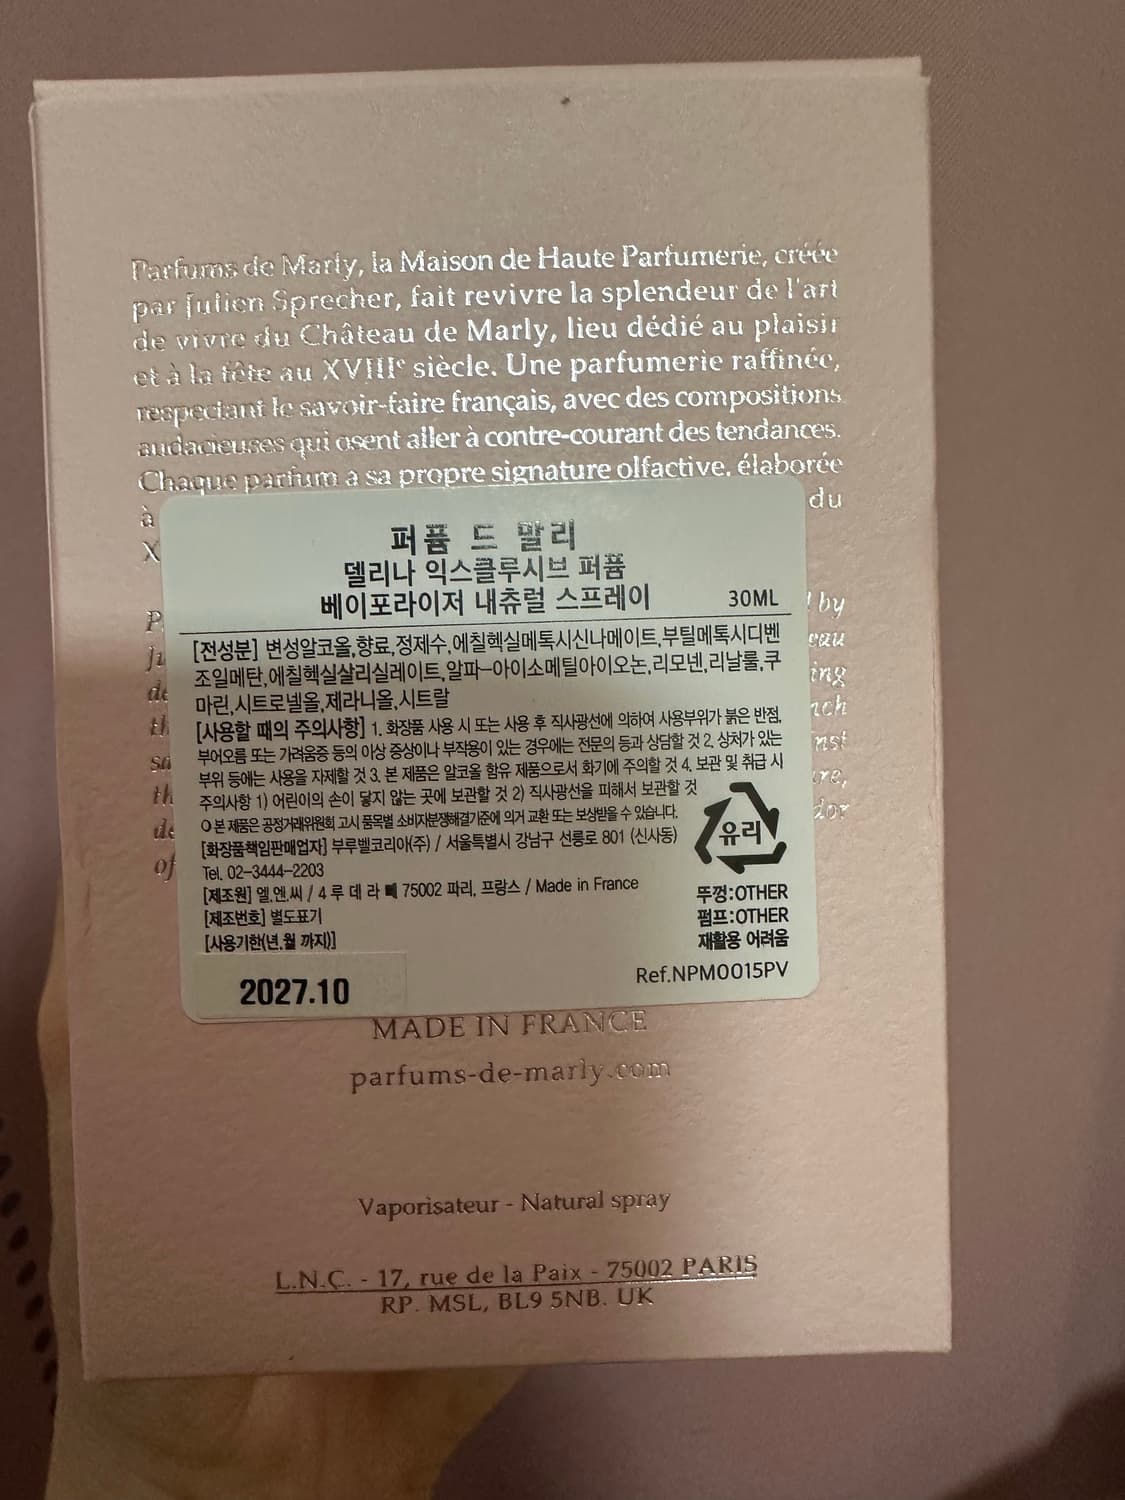 Parfums de Marly, la Maison de Haute Parfumerie, créée
par Julien Sprecher, fait revivre la splendeur de l'art
de vivre du Château de Marly, lieu dédié au plaisir
et à la fête au XVIIIe siècle. Une parfumerie raffinée,
respectant le savoir-faire français, avec des compositions
audacieuses qui osent aller à contre-courant des tendances.
Chaque parfum a sa propre signature olfactive, élaborée
à du
X
퍼퓸 드 말리
델리나 익스클루시브 퍼퓸
베이포라이저 내츄럴 스프레이 30ML
[전성분] 변성알코올,향료,정제수,에칠헥실메톡시신나메이트,부틸메톡시디벤
조일메탄,에칠헥실살리실레이트,알파-아이소메틸아이오논,리모넨,리날룰,쿠
마린,시트로넬올,제라니올,시트랄
[사용할 때의 주의사항] 1. 화장품 사용 시 또는 사용 후 직사광선에 의하여 사용부위가 붉은 반점,
부어오름 또는 가려움증 등의 이상 증상이나 부작용이 있는 경우에는 전문의 등과 상담할 것 2. 상처가 있는
부위 등에는 사용을 자제할 것 3. 본 제품은 알코올 함유 제품으로서 화기에 주의할 것 4. 보관 및 취급 시
주의사항 1) 어린이의 손이 닿지 않는 곳에 보관할 것 2) 직사광선을 피해서 보관할 것
○ 본 제품은 공정거래위원회 고시 품목별 소비자분쟁해결기준에 의거 교환 또는 보상받을 수 있습니다.
[화장품책임판매업자] 부루벨코리아(주) / 서울특별시 강남구 선릉로 801 (신사동)
Tel. 02-3444-2203
[제조원] 엘.엔.씨 / 4 루 데 라 뻬 75002 파리, 프랑스 / Made in France
[제조번호] 별도표기
[사용기한(년.월 까지)]
2027.10
유리
뚜껑:OTHER
펌프:OTHER
재활용 어려움
Ref.NPM0015PV
by
ing
of
MADE IN FRANCE
parfums-de-marly.com
Vaporisateur - Natural spray
L.N.C. - 17, rue de la Paix - 75002 PARIS
RP. MSL, BL9 5NB. UK